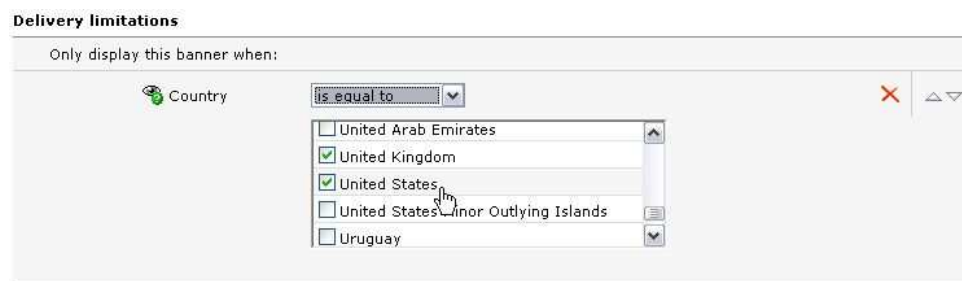 Delivery limitations
Only display this banner when:
Country is equal to
United Arab Emirates
United Kingdom
United States
United States Minor Outlying Islands
Uruguay